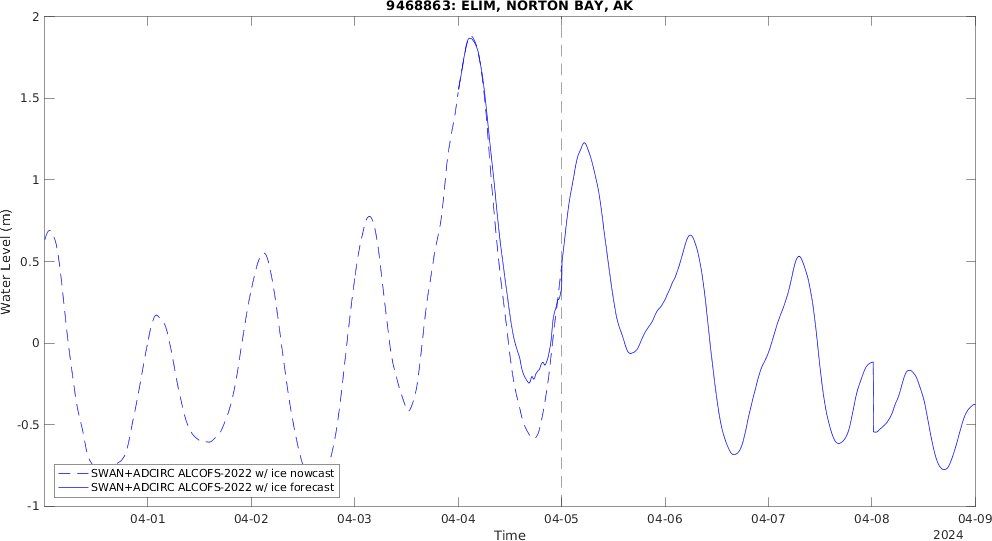 9468863: ELIM, NORTON BAY, AK
2
1.5
1
0.5
0
-0.5
-1
Water Level (m)
SWAN+ADCIRC ALCOFS-2022 w/ ice nowcast
SWAN+ADCIRC ALCOFS-2022 w/ ice forecast
04-01 04-02 04-03 04-04 04-05 04-06 04-07 04-08 04-09
Time
2024